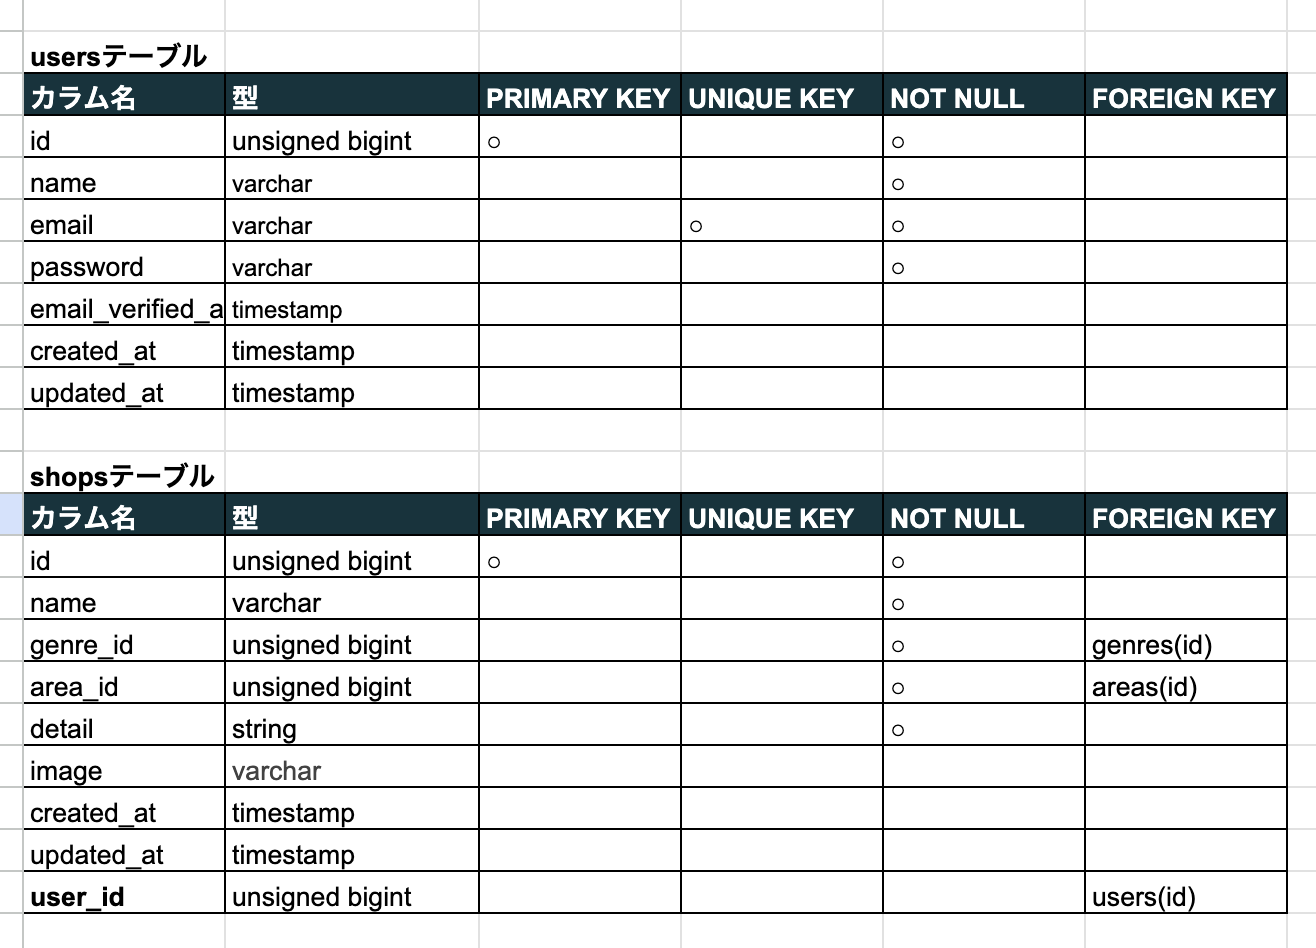 usersテーブル
カラム名 型 PRIMARY KEY UNIQUE KEY NOT NULL FOREIGN KEY
id unsigned bigint ○ ○
name varchar ○
email varchar ○ ○
password varchar ○
email_verified_a timestamp
created_at timestamp
updated_at timestamp
shopsテーブル
カラム名 型 PRIMARY KEY UNIQUE KEY NOT NULL FOREIGN KEY
id unsigned bigint ○ ○
name varchar ○
genre_id unsigned bigint ○ genres(id)
area_id unsigned bigint ○ areas(id)
detail string ○
image varchar
created_at timestamp
updated_at timestamp
user_id unsigned bigint users(id)